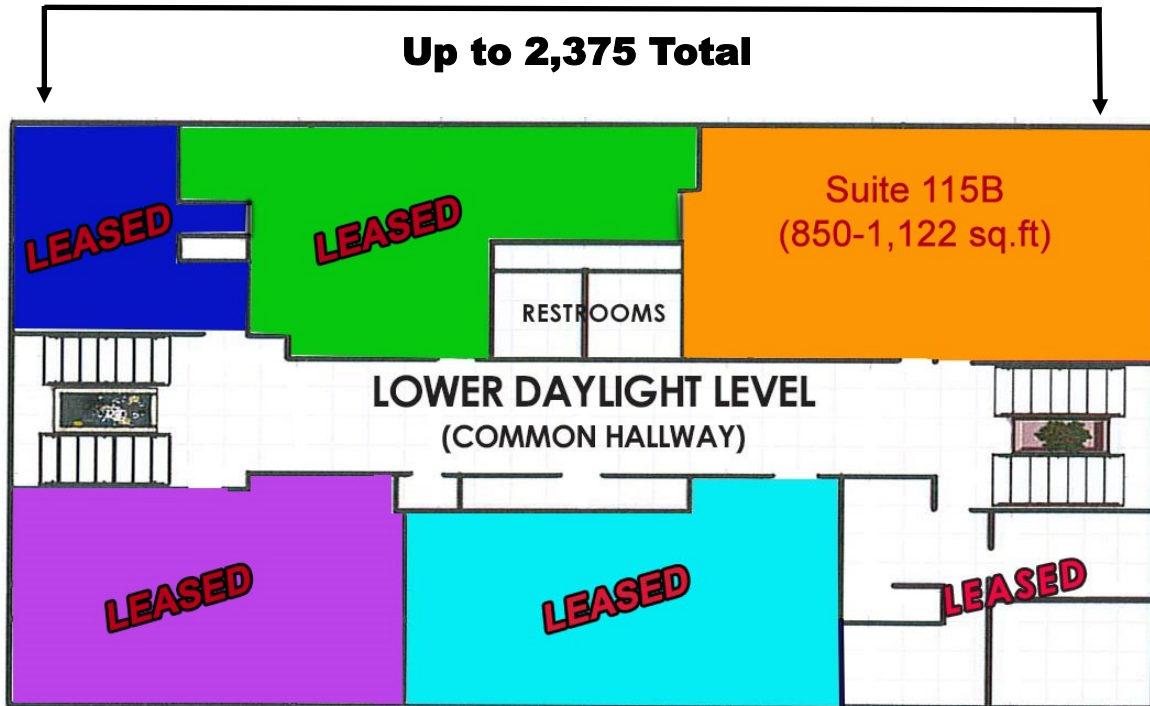 Up to 2,375 Total
LEASED
LEASED
Suite 115B
(850-1,122 sq.ft)
RESTROOMS
LOWER DAYLIGHT LEVEL
(COMMON HALLWAY)
LEASED
LEASED
LEASED